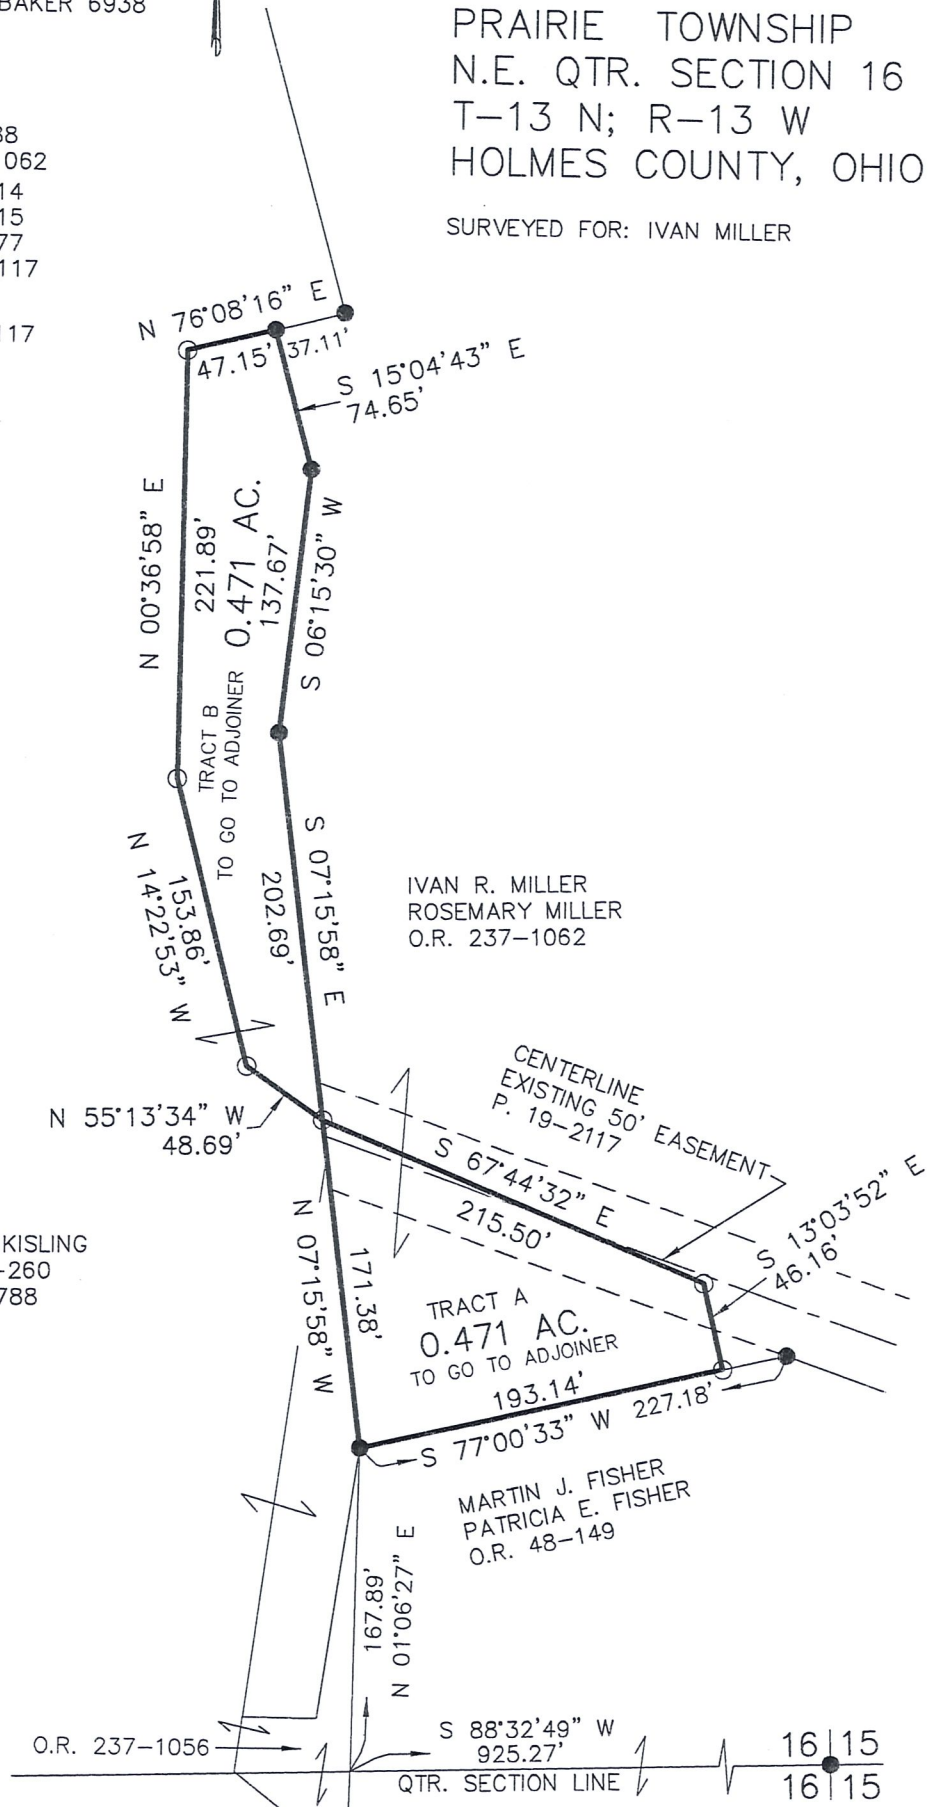 BAKER 6938
PRAIRIE TOWNSHIP
N.E. QTR. SECTION 16
T-13 N; R-13 W
HOLMES COUNTY, OHIO
SURVEYED FOR: IVAN MILLER
38
062
14
15
77
117
17
N 76°08'16" E
47.15'
37.11'
S 15°04'43" E
74.65'
N 00°36'58" E
221.89'
TRACT B
TO GO TO ADJOINER
0.471 AC.
137.67'
S 06°15'30" W
N 14°22'53" W
153.86'
202.69'
S 07°15'58" E
IVAN R. MILLER
ROSEMARY MILLER
O.R. 237-1062
N 55°13'34" W
48.69'
CENTERLINE
EXISTING 50' EASEMENT
P. 19-2117
S 67°44'32" E
215.50'
S 13°03'52" E
46.16'
KISLING
-260
788
N 07°15'58" W
171.38'
TRACT A
0.471 AC.
TO GO TO ADJOINER
193.14'
S 77°00'33" W 227.18'
MARTIN J. FISHER
PATRICIA E. FISHER
O.R. 48-149
167.89'
N 01°06'27" E
O.R. 237-1056
S 88°32'49" W
925.27'
QTR. SECTION LINE
16|15
16|15